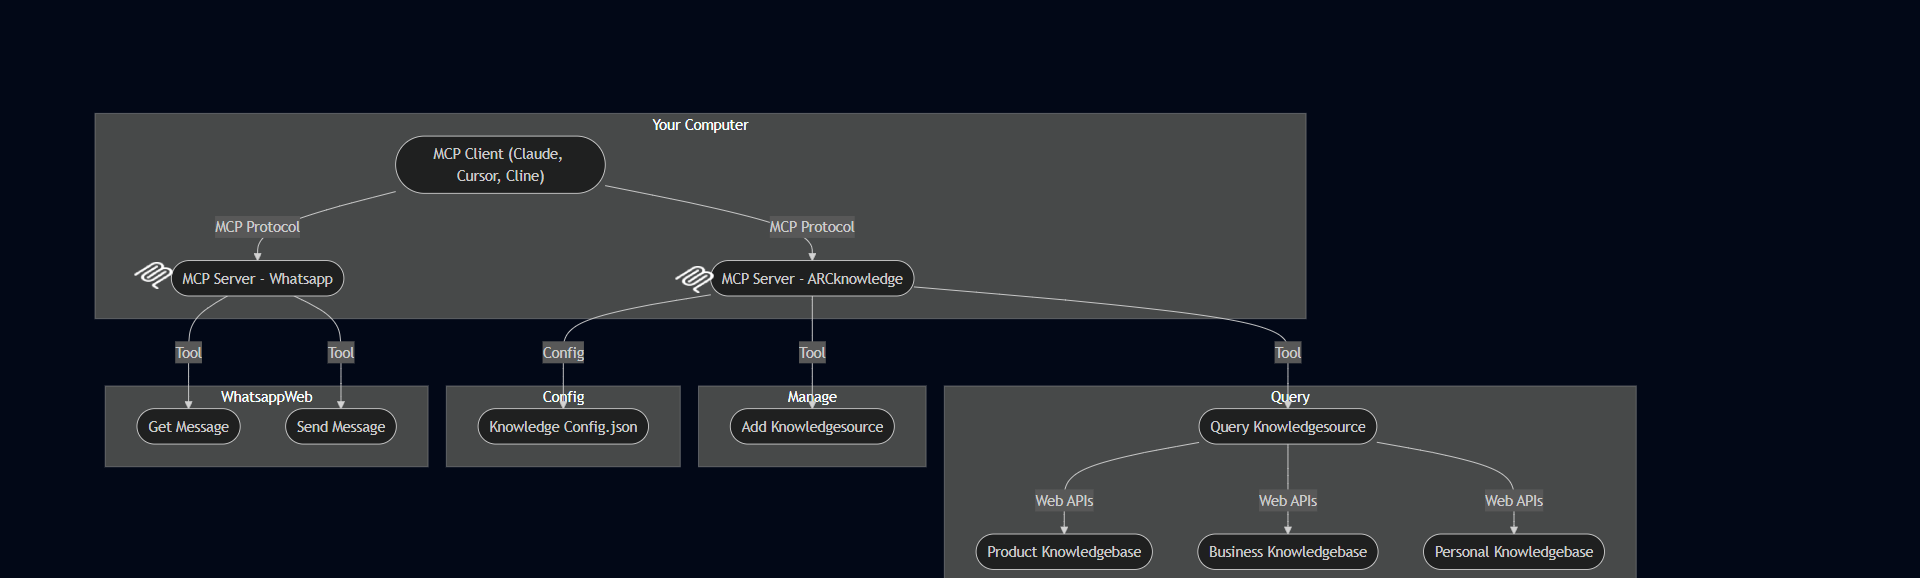 Your Computer
MCP Client (Claude,
Cursor, Cline)
MCP Protocol
MCP Protocol
MCP Server - Whatsapp
MCP Server - ARCknowledge
Tool
Tool
Config
Tool
Tool
WhatsappWeb
Config
Manage
Query
Get Message
Send Message
Knowledge Config.json
Add Knowledgesource
Query Knowledgesource
Web APIs
Web APIs
Web APIs
Product Knowledgebase
Business Knowledgebase
Personal Knowledgebase